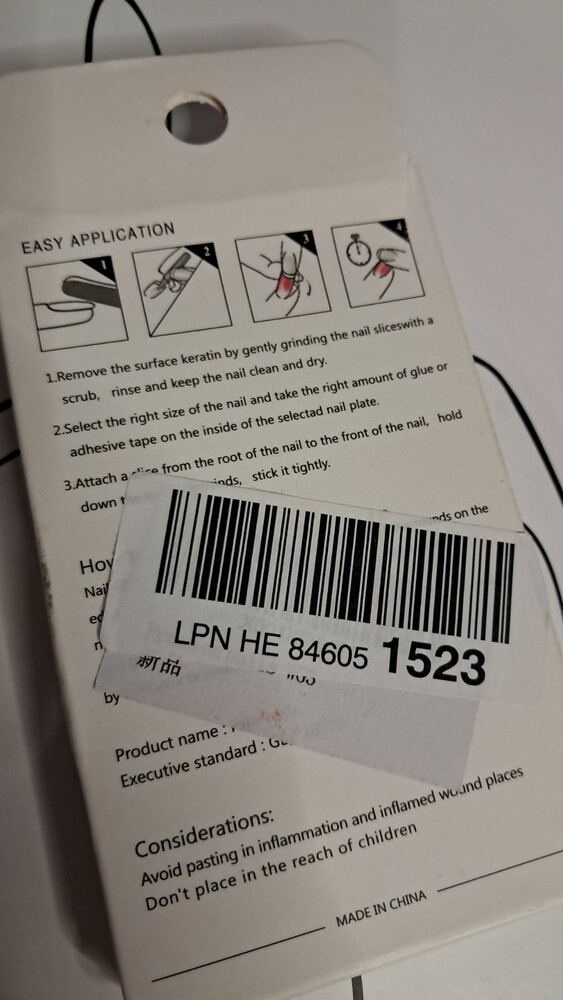 EASY APPLICATION
1
2
3
4
1.Remove the surface keratin by gently grinding the nail sliceswith a
scrub, rinse and keep the nail clean and dry.
2.Select the right size of the nail and take the right amount of glue or
adhesive tape on the inside of the selectad nail plate.
3.Attach a slice from the root of the nail to the front of the nail, hold
down stick it tightly.
on the
LPN HE 84605 1523
新品
by
Product name :
Executive standard :
Considerations:
Avoid pasting in inflammation and inflamed wound places
Don't place in the reach of children
MADE IN CHINA